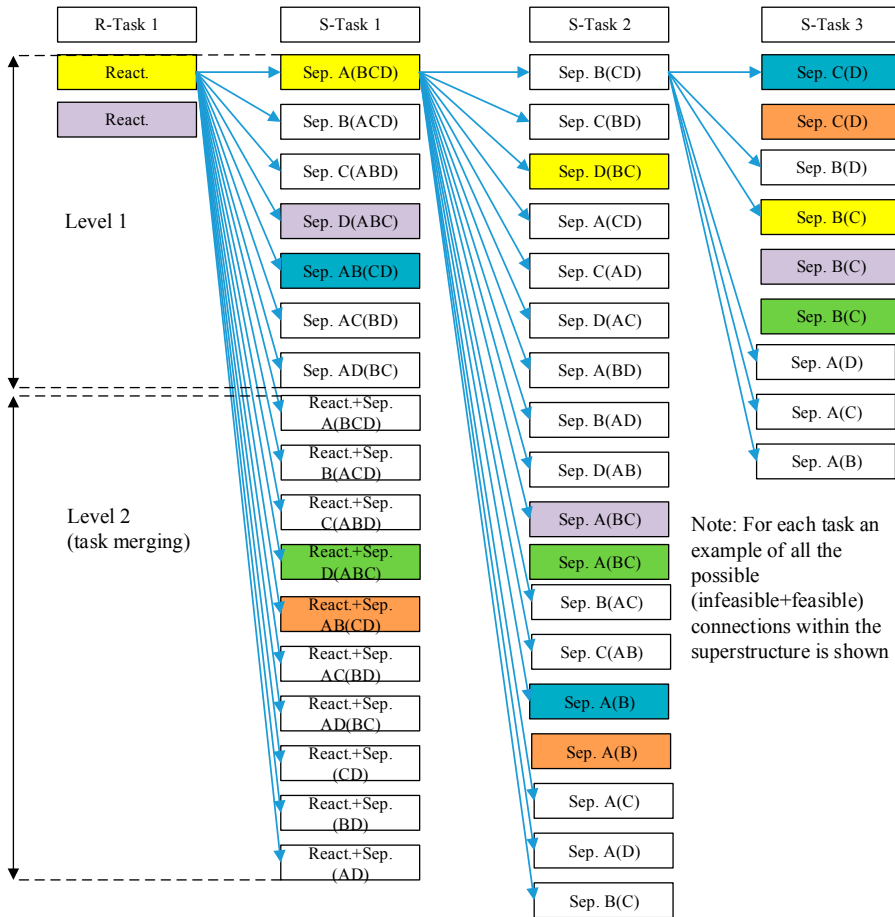 R-Task 1
S-Task 1
S-Task 2
S-Task 3
React.
React.
Level 1
Level 2
(task merging)
Sep. A(BCD)
Sep. B(ACD)
Sep. C(ABD)
Sep. D(ABC)
Sep. AB(CD)
Sep. AC(BD)
Sep. AD(BC)
React.+Sep.
A(BCD)
React.+Sep.
B(ACD)
React.+Sep.
C(ABD)
React.+Sep.
D(ABC)
React.+Sep.
AB(CD)
React.+Sep.
AC(BD)
React.+Sep.
AD(BC)
React.+Sep.
(CD)
React.+Sep.
(BD)
React.+Sep.
(AD)
Sep. B(CD)
Sep. C(BD)
Sep. D(BC)
Sep. A(CD)
Sep. C(AD)
Sep. D(AC)
Sep. A(BD)
Sep. B(AD)
Sep. D(AB)
Sep. A(BC)
Sep. A(BC)
Sep. B(AC)
Sep. C(AB)
Sep. A(B)
Sep. A(B)
Sep. A(C)
Sep. A(D)
Sep. B(C)
Sep. C(D)
Sep. C(D)
Sep. B(D)
Sep. B(C)
Sep. B(C)
Sep. B(C)
Sep. A(D)
Sep. A(C)
Sep. A(B)
Note: For each task an
example of all the
possible
(infeasible+feasible)
connections within the
superstructure is shown